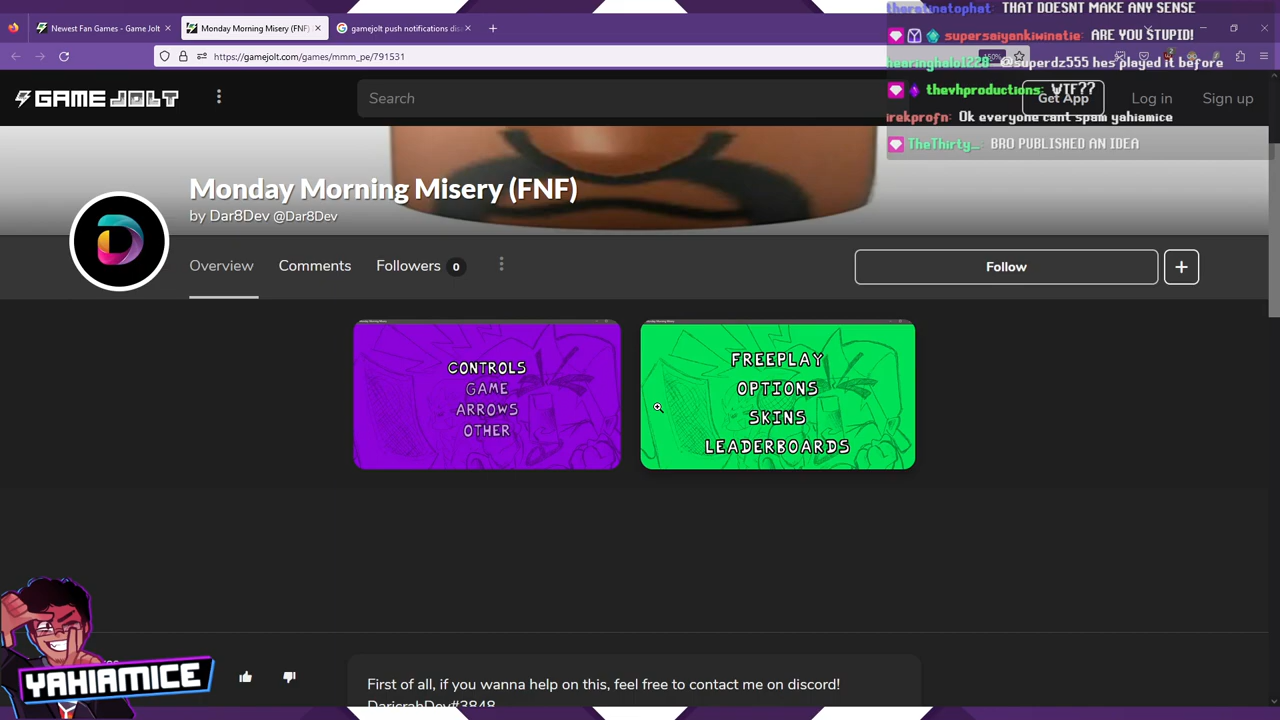 Newest Fan Games - Game Jolt
Monday Morning Misery (FNF)
gamejolt push notifications disa
https://gamejolt.com/games/mmm_pe/791531
THAT DOESNT MAKE ANY SENSE
supersaiyankiwinatie: ARE YOU STUPID!
hearinghalo1228: @superdz555 hes played it before
thevhproductions: WTF??
irekprofn: Ok everyone cant spam yahiamice
TheThirty_: BRO PUBLISHED AN IDEA
GAME JOLT
Search
Get App
Log in
Sign up
Monday Morning Misery (FNF)
by Dar8Dev @Dar8Dev
Overview
Comments
Followers 0
Follow
CONTROLS
GAME
ARROWS
OTHER
FREEPLAY
OPTIONS
SKINS
LEADERBOARDS
First of all, if you wanna help on this, feel free to contact me on discord!
YAHIAMICE